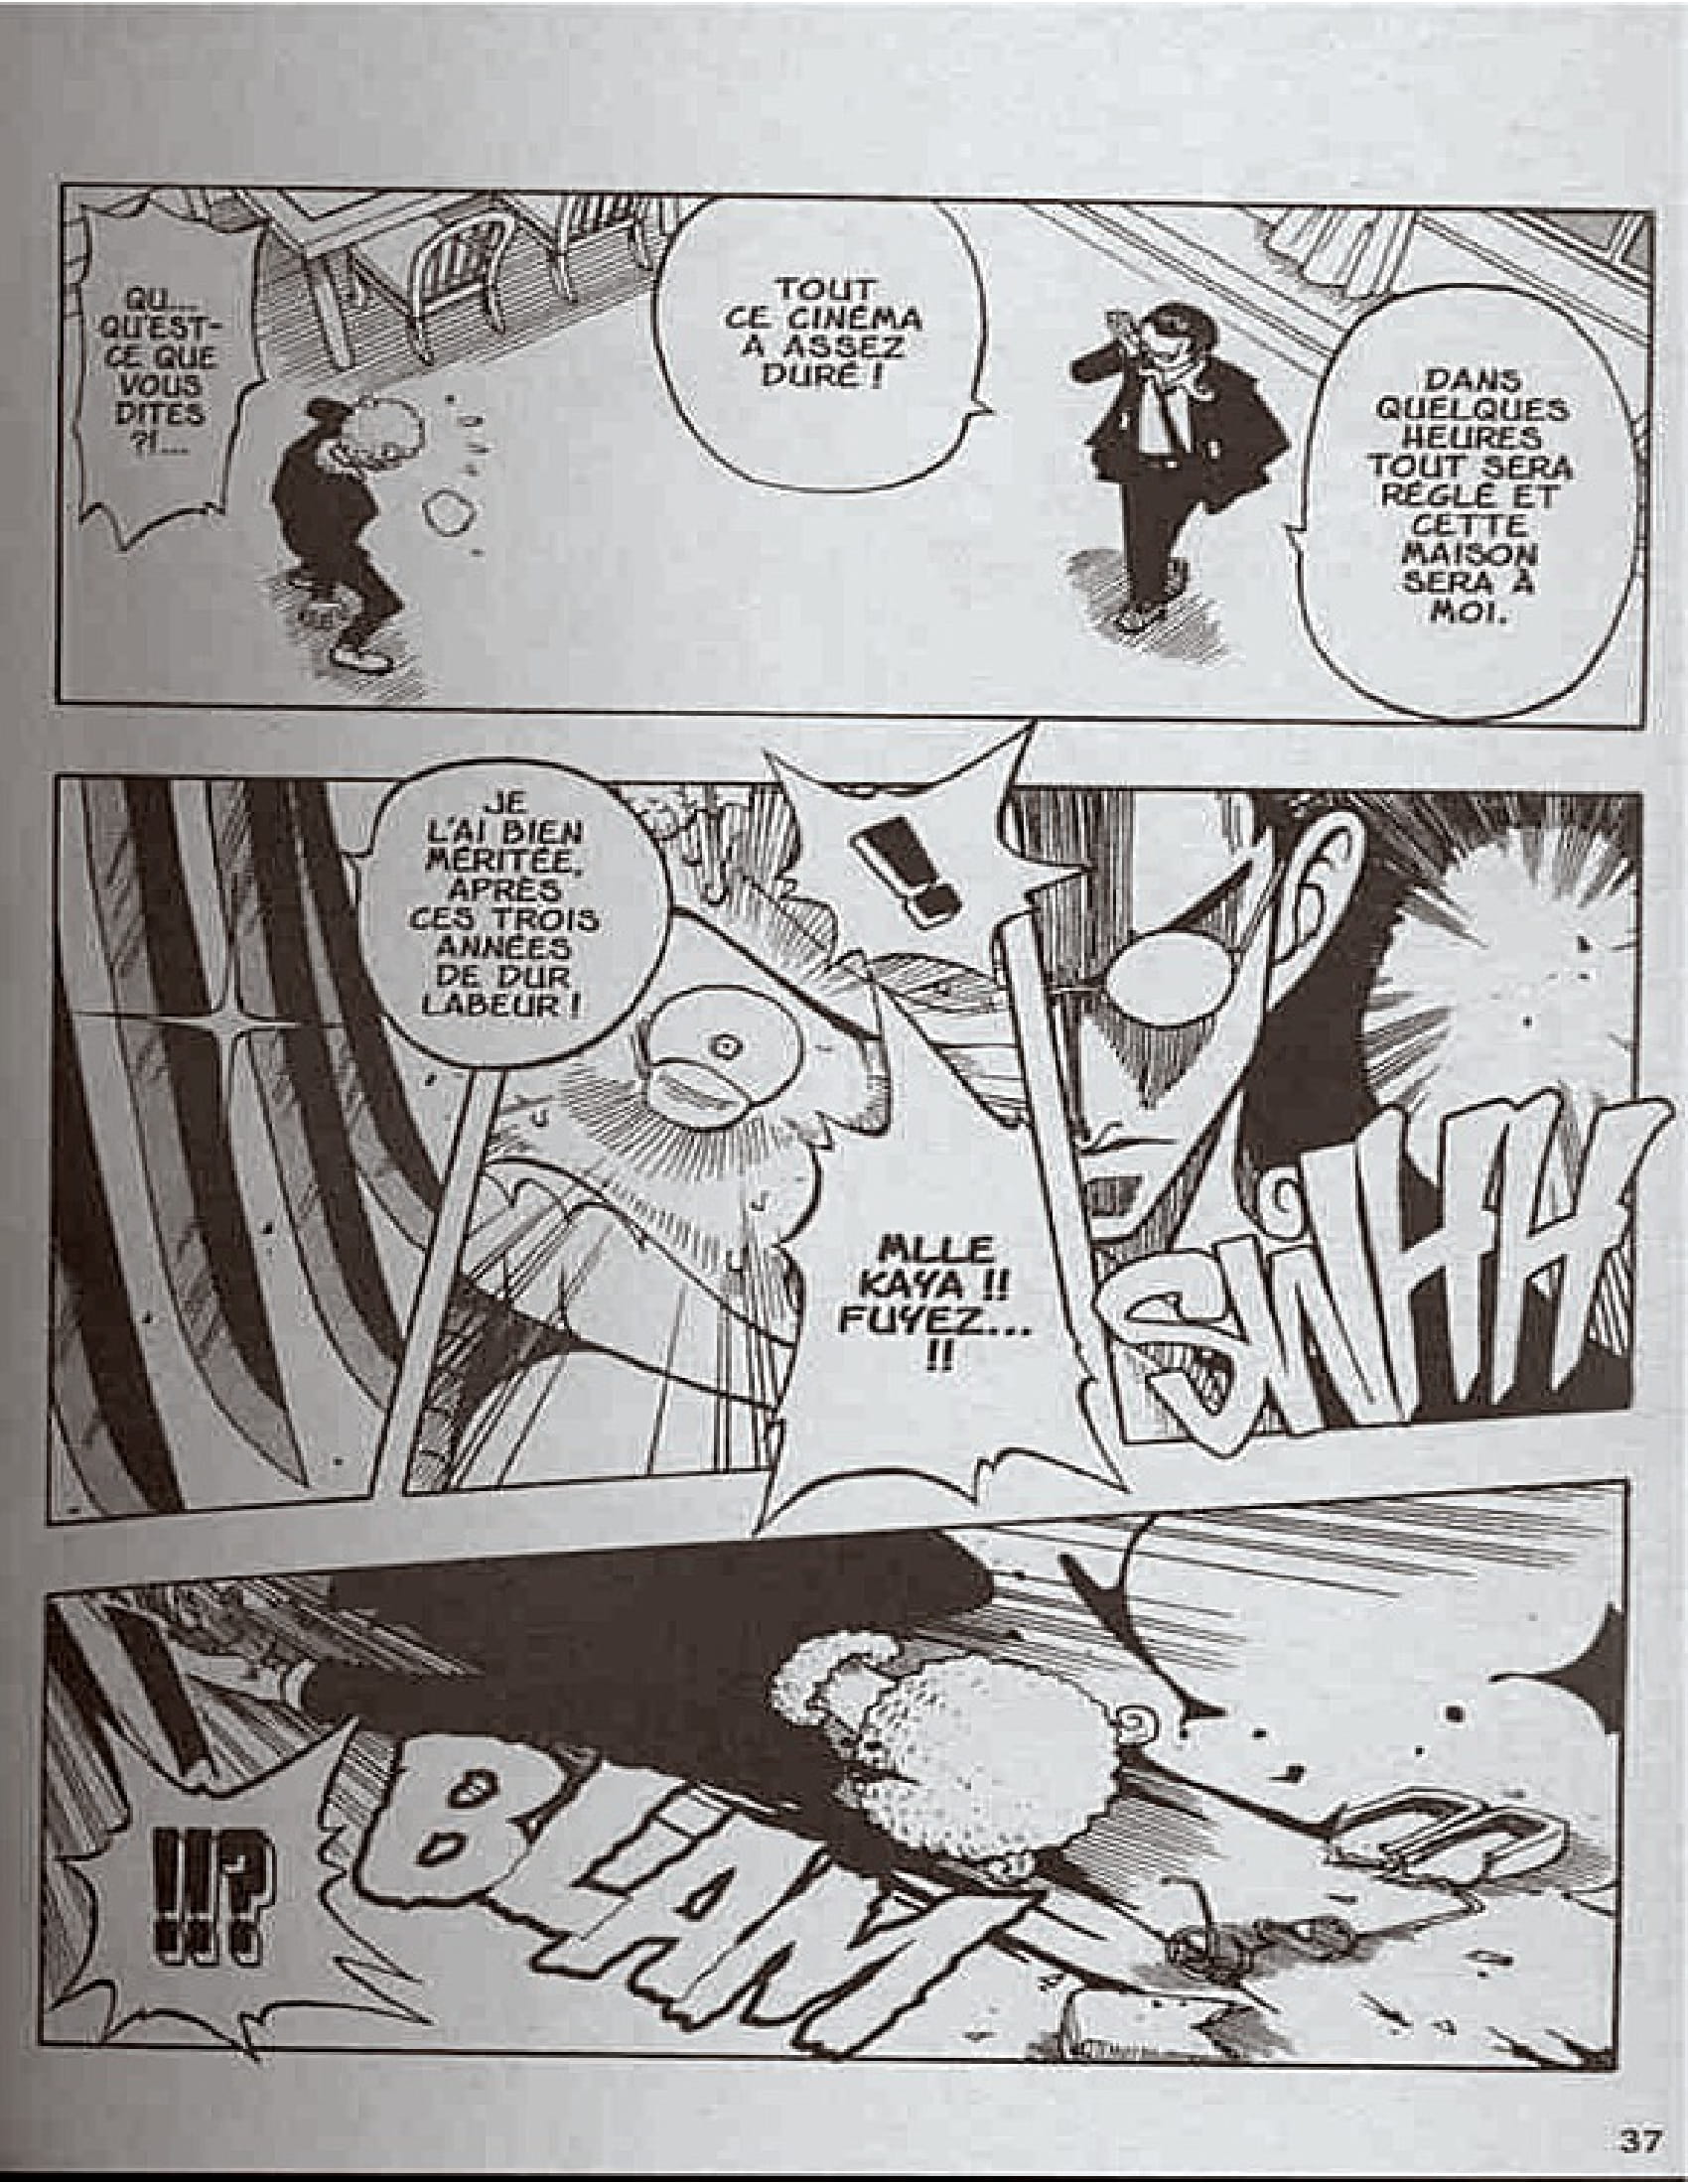 DANS
QUELQUES
HEURES
TOUT SERA
RÉGLÉ ET
CETTE
MAISON
SERA À
MOI.
TOUT
CE CINÉMA
A ASSEZ
DURÉ !
QU...
QU'EST-
CE QUE
VOUS
DITES
?!...
SHIIHH
!
MLLE
KAYA !!
FUYEZ...
!!
JE
L'AI BIEN
MÉRITÉE,
APRÈS
CES TROIS
ANNÉES
DE DUR
LABEUR !
BLAM
!!?
37